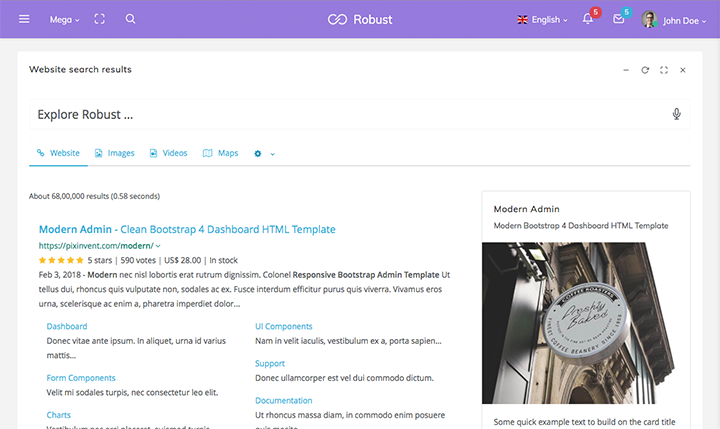 Mega
Robust
English
5
5
John Doe
Website search results
Explore Robust ...
Website
Images
Videos
Maps
About 68,00,000 results (0.58 seconds)
Modern Admin - Clean Bootstrap 4 Dashboard HTML Template
https://pixinvent.com/modern/
5 stars | 590 votes | US$ 28.00 | In stock
Feb 3, 2018 - Modern nec nisl lobortis erat rutrum dignissim. Colonel Responsive Bootstrap Admin Template Ut
tellus dui, rhoncus quis vulputate non, sodales ac ex. Fusce interdum efficitur purus quis viverra. Vivamus eros
urna, scelerisque ac enim a, pharetra imperdiet dolor...
Dashboard
Donec vitae ante ipsum. In aliquet, urna id varius
mattis...
Form Components
Velit mi sodales turpis, nec consectetur leo elit.
Charts
UI Components
Nam in velit iaculis, vestibulum ex a, porta sapien...
Support
Donec ullamcorper est vel dui commodo dictum.
Documentation
Ut rhoncus massa diam, in commodo enim posuere
Modern Admin
Modern Bootstrap 4 Dashboard HTML Template
COFFEE ROASTERS
Freshly
Baked
FINEST COFFEE BEANERY SINCE
Some quick example text to build on the card title